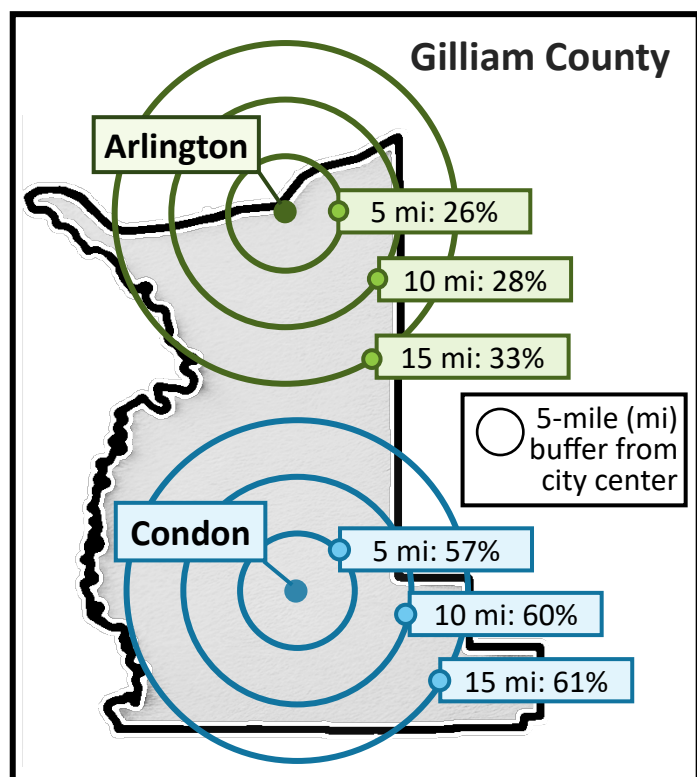 Gilliam County
Arlington
5 mi: 26%
10 mi: 28%
15 mi: 33%
5-mile (mi)
buffer from
city center
Condon
5 mi: 57%
10 mi: 60%
15 mi: 61%